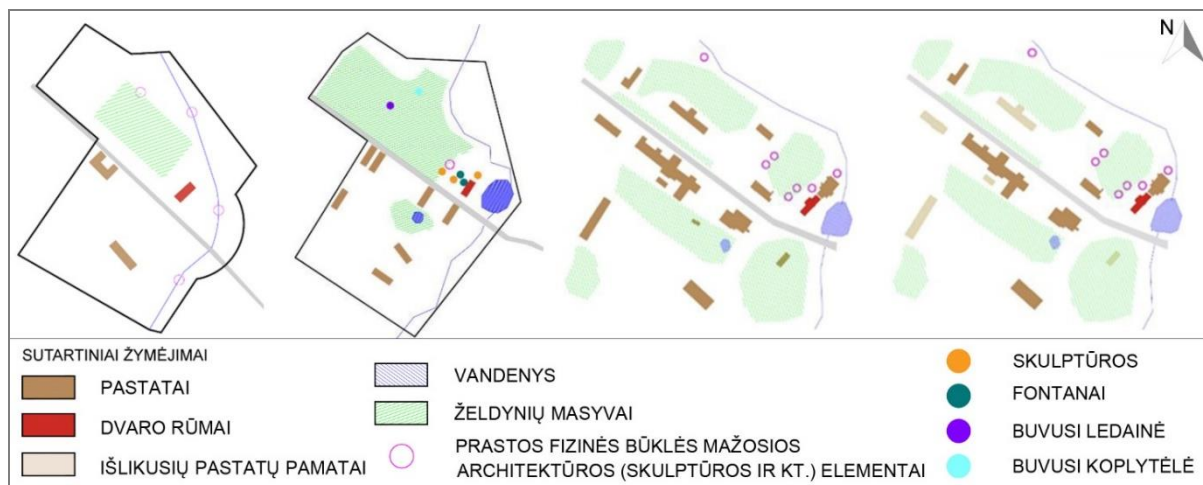 N
SUTARTINIAI ŽYMĖJIMAI
PASTATAI
DVARO RŪMAI
IŠLIKUSIŲ PASTATŲ PAMATAI
VANDENYS
ŽELDYNIŲ MASYVAI
PRASTOS FIZINĖS BŪKLĖS MAŽOSIOS
ARCHITEKTŪROS (SKULPTŪROS IR KT.) ELEMENTAI
SKULPTŪROS
FONTANAI
BUVUSI LEDAINĖ
BUVUSI KOPLYTĖLĖ